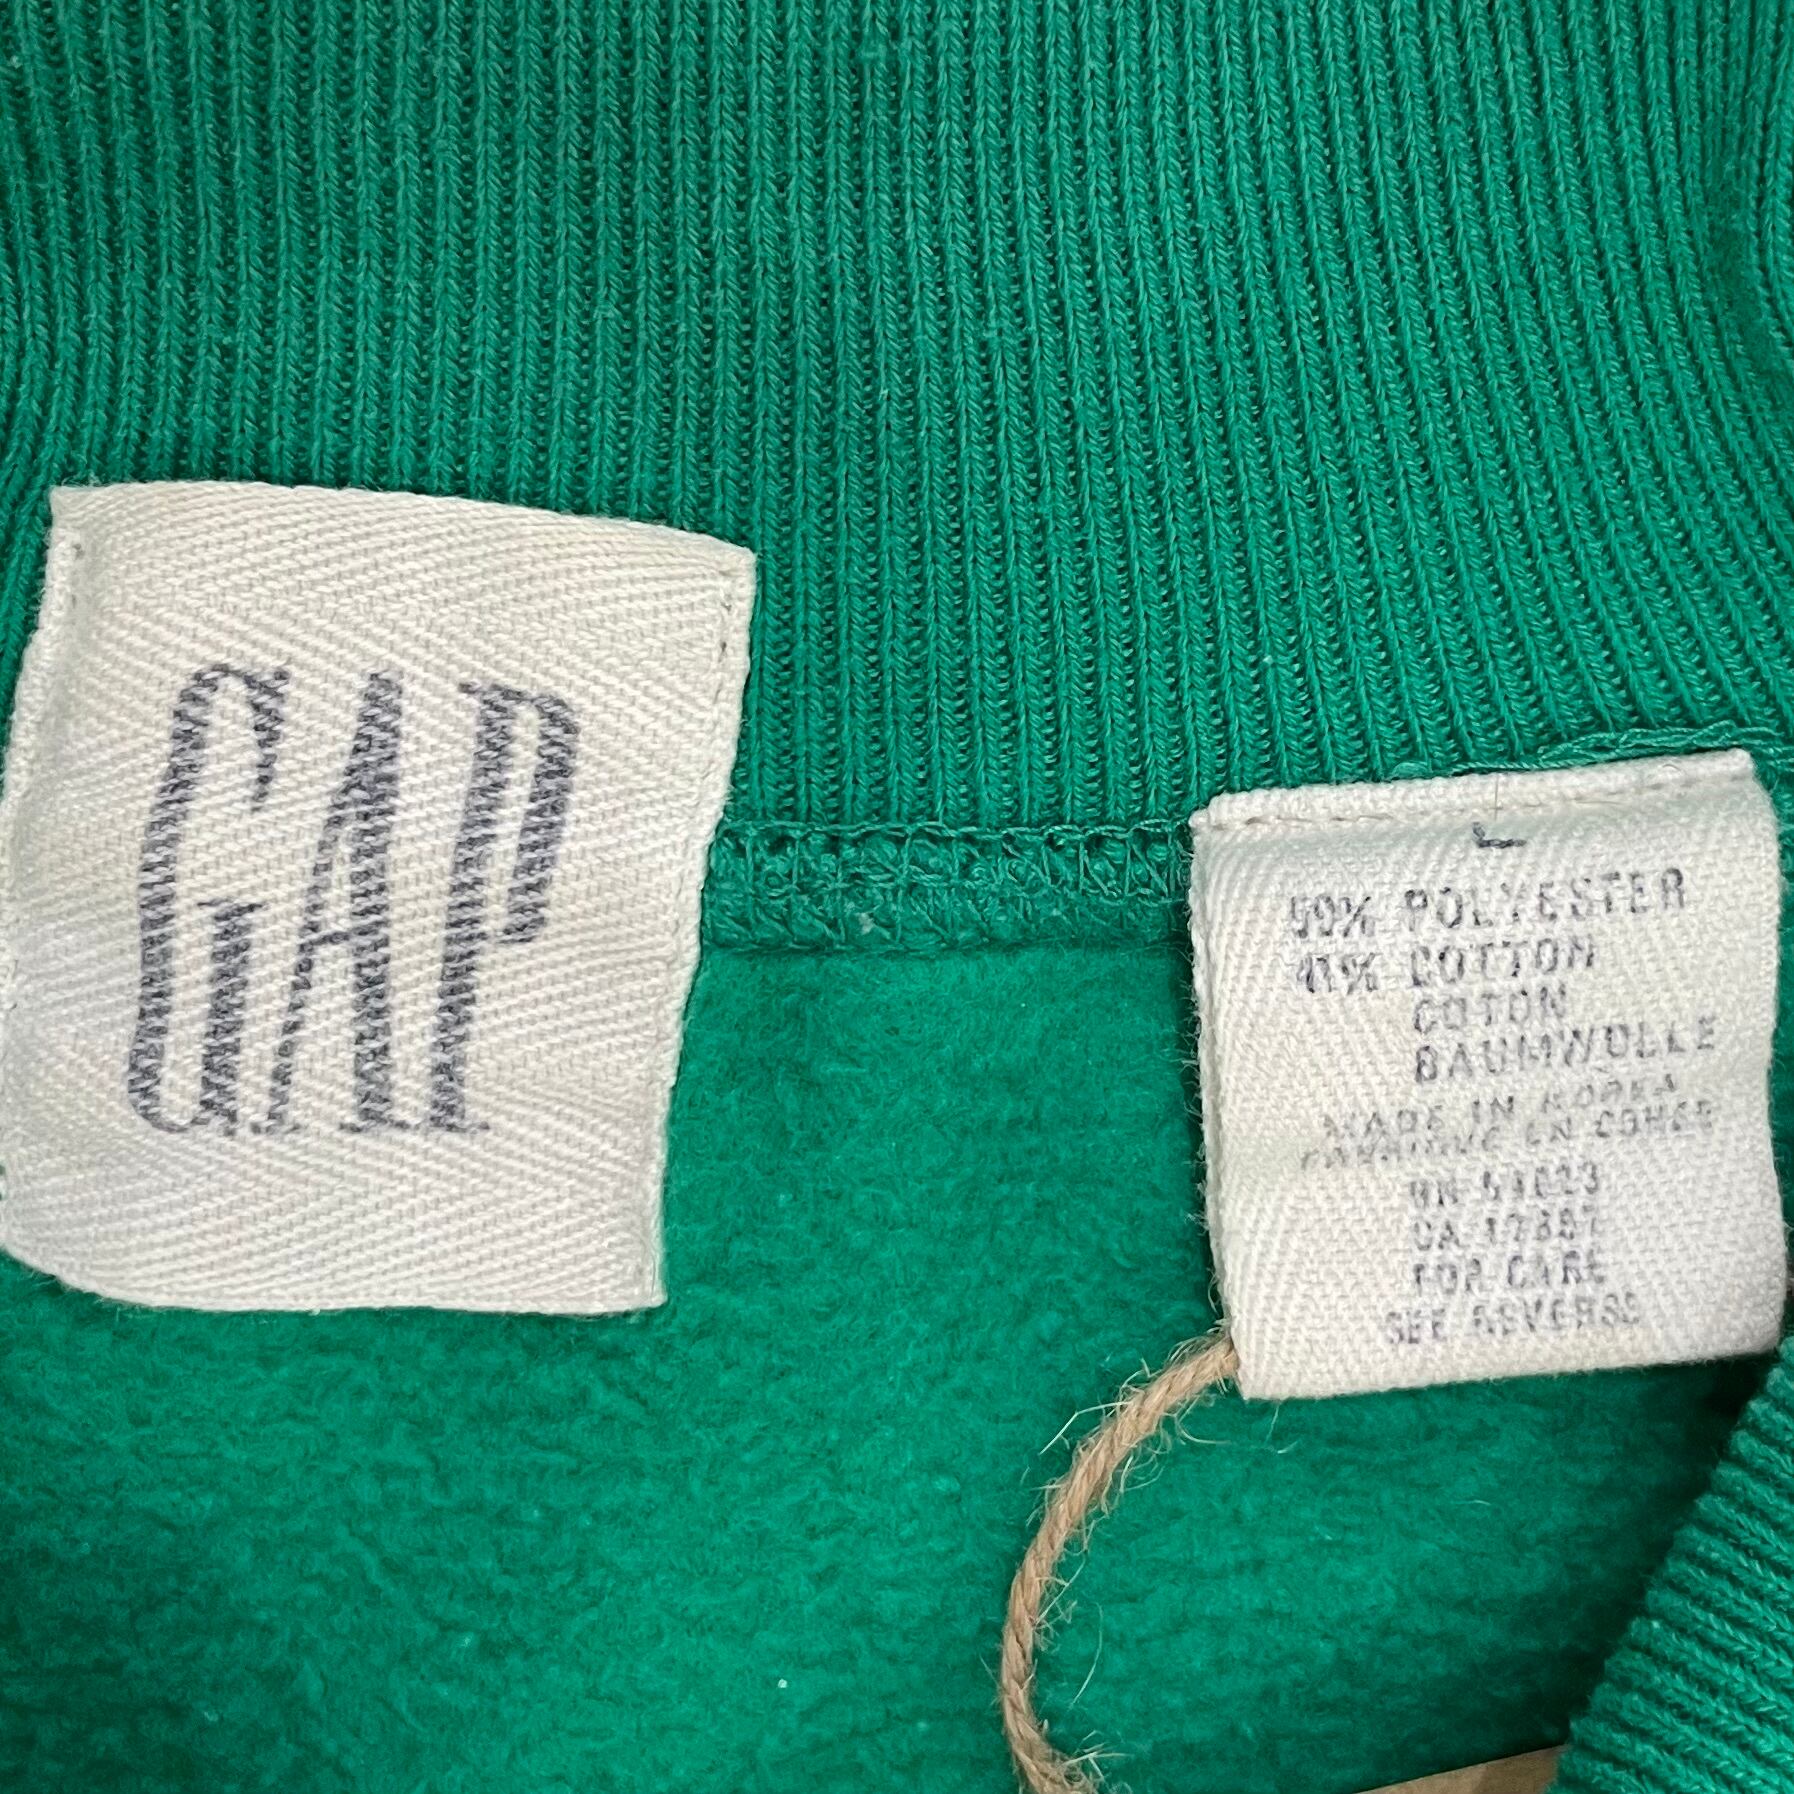 GAP
L
59% POLYESTER
41% COTTON
COTON
BAUMWOLLE
MADE IN KOREA
FABRIQUE EN COREE
RN 51023
CA 17897
FOR CARE
SEE REVERSE